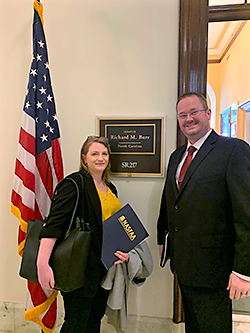 SENATOR
Richard M. Burr
North Carolina
SR217
NASFAA